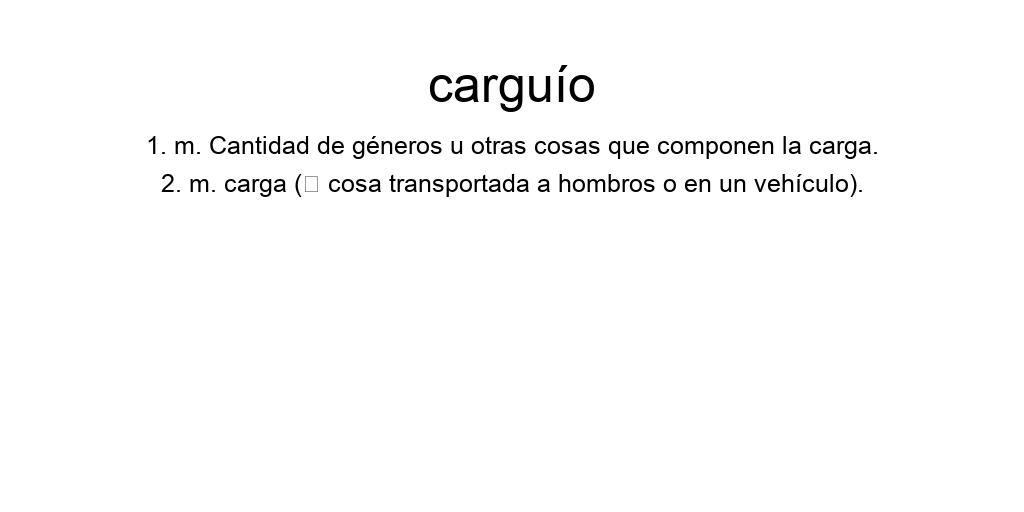 carguío
1. m. Cantidad de géneros u otras cosas que componen la carga.
2. m. carga (□ cosa transportada a hombros o en un vehículo).